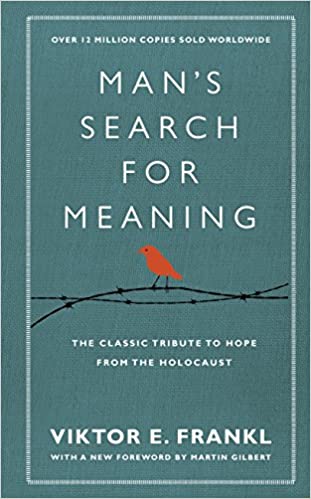 OVER 12 MILLION COPIES SOLD WORLDWIDE
MAN'S
SEARCH
FOR
MEANING
THE CLASSIC TRIBUTE TO HOPE
FROM THE HOLOCAUST
VIKTOR E. FRANKL
WITH A NEW FOREWORD BY MARTIN GILBERT